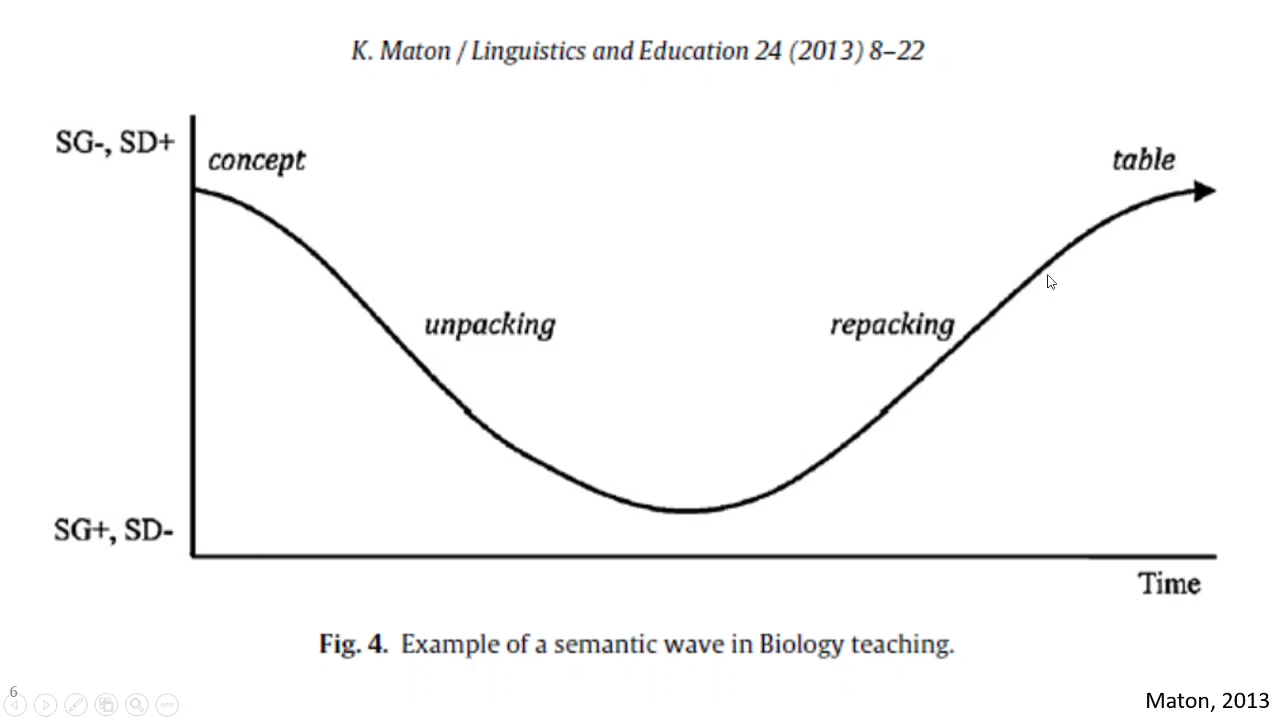 K. Maton / Linguistics and Education 24 (2013) 8–22
SG-, SD+
concept
table
unpacking
repacking
SG+, SD-
Time
Fig. 4. Example of a semantic wave in Biology teaching.
6
Maton, 2013